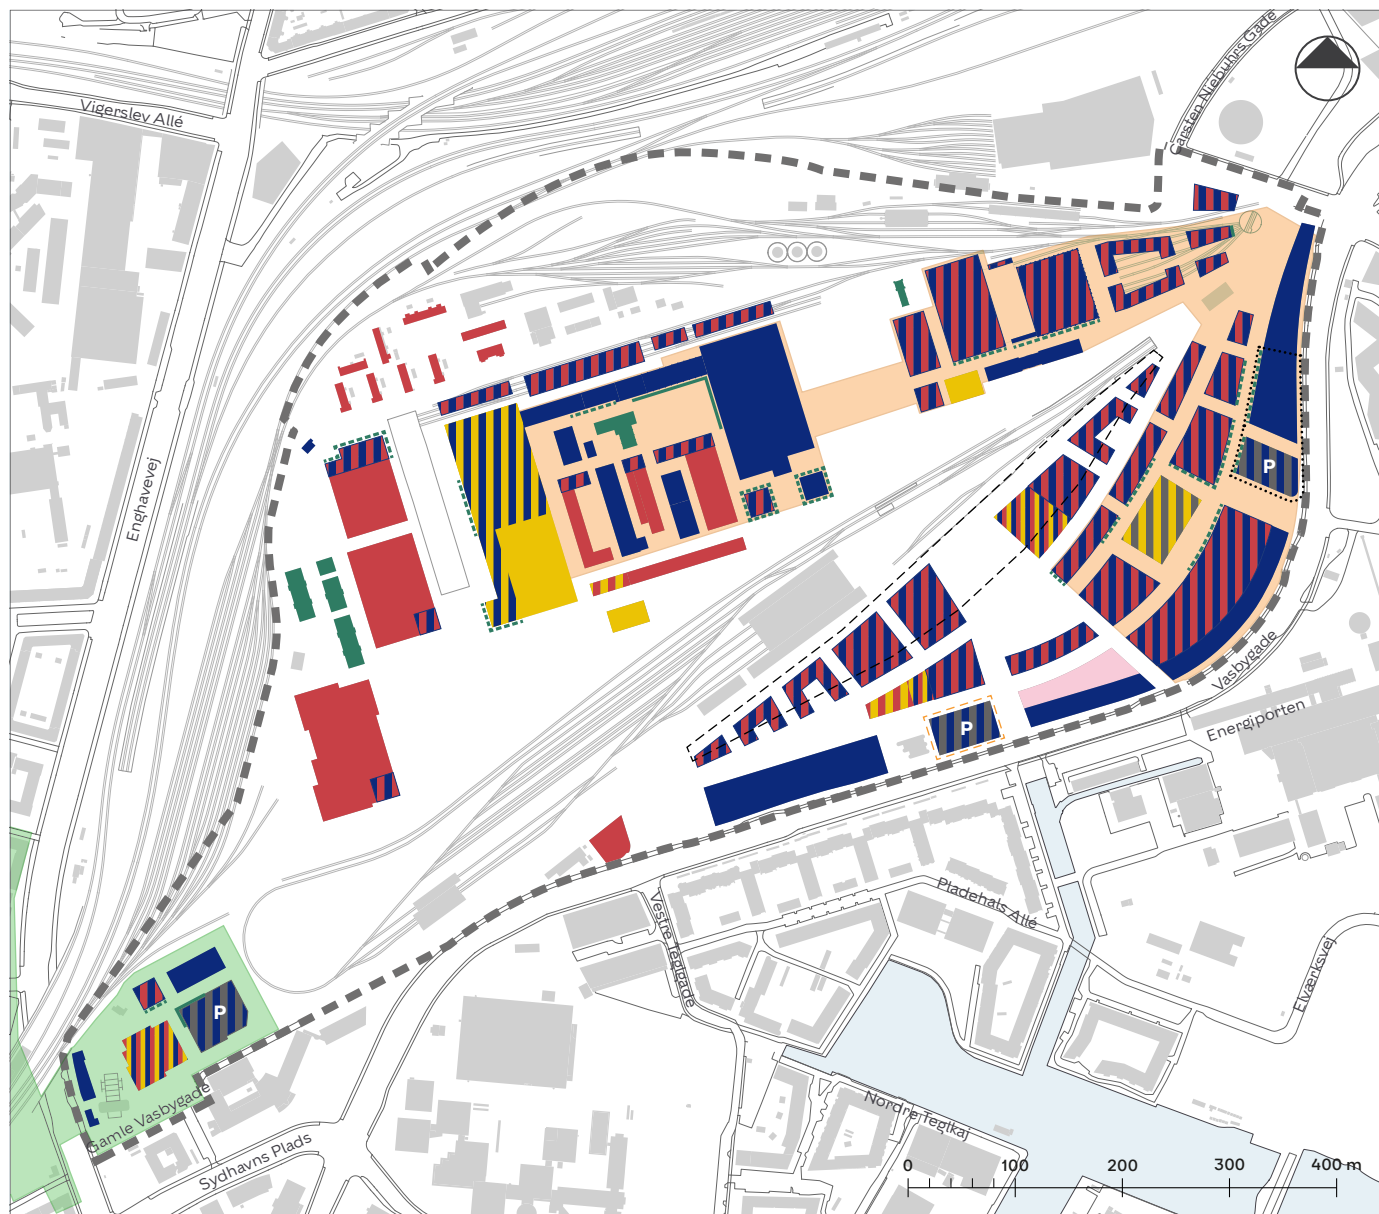 Carsten Niebuhrs Gade
Vigerslev Allé
Enghavevej
P
P
Vasbygade
Energiporten
Pladehals Allé
Vestre Teglgade
Elværksvej
P
Gamle Vasbygade
Nordre Teglkaj
Sydhavns Plads
0 100 200 300 400 m